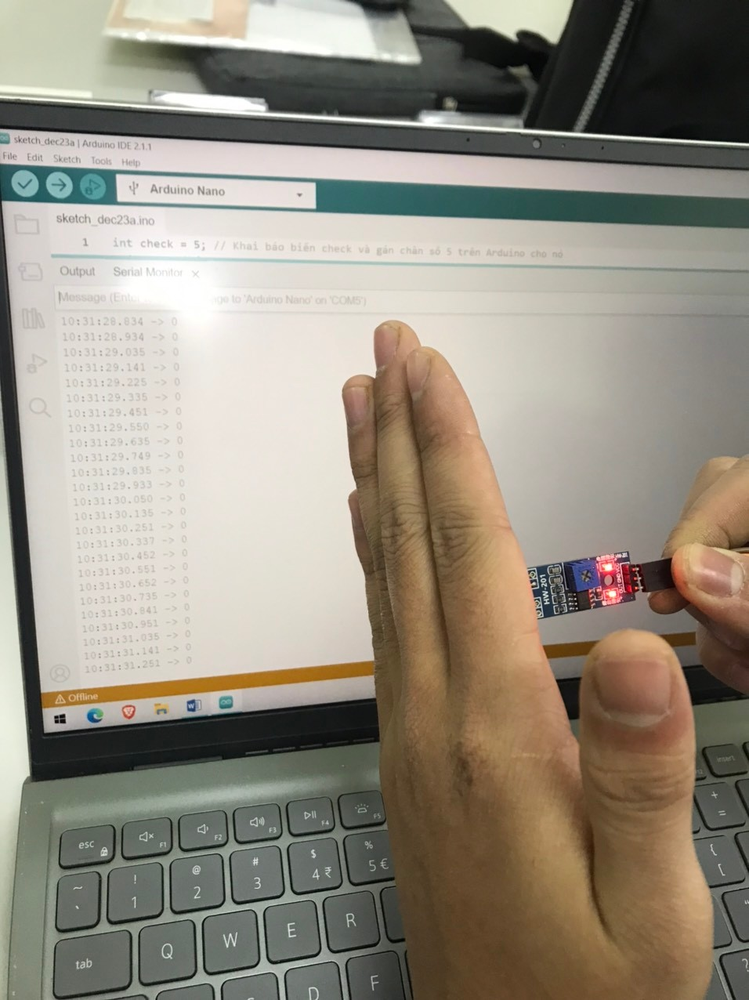 sketch_dec23a | Arduino IDE 2.1.1
File Edit Sketch Tools Help
Arduino Nano
sketch_dec23a.ino
1 int check = 5; // Khai báo biến check và gán chân số 5 trên Arduino cho nó
Output Serial Monitor
Message (Ente ge to 'Arduino Nano' on 'COM5')
10:31:28.834 -> 0
10:31:28.934 -> 0
10:31:29.035 -> 0
10:31:29.141 -> 0
10:31:29.225 -> 0
10:31:29.335 -> 0
10:31:29.451 -> 0
10:31:29.550 -> 0
10:31:29.635 -> 0
10:31:29.749 -> 0
10:31:29.835 -> 0
10:31:29.933 -> 0
10:31:30.050 -> 0
10:31:30.135 -> 0
10:31:30.251 -> 0
10:31:30.337 -> 0
10:31:30.452 -> 0
10:31:30.551 -> 0
10:31:30.652 -> 0
10:31:30.735 -> 0
10:31:30.841 -> 0
10:31:30.951 -> 0
10:31:31.035 -> 0
10:31:31.141 -> 0
10:31:31.251 -> 0
Offline
HW-201
OUT GND VCC
esc F1 F2 F3 F4 F5 insert
~ ! @ # $ % + {
` 1 2 3 4 ₹ 5 € = [
tab Q W E R
D F